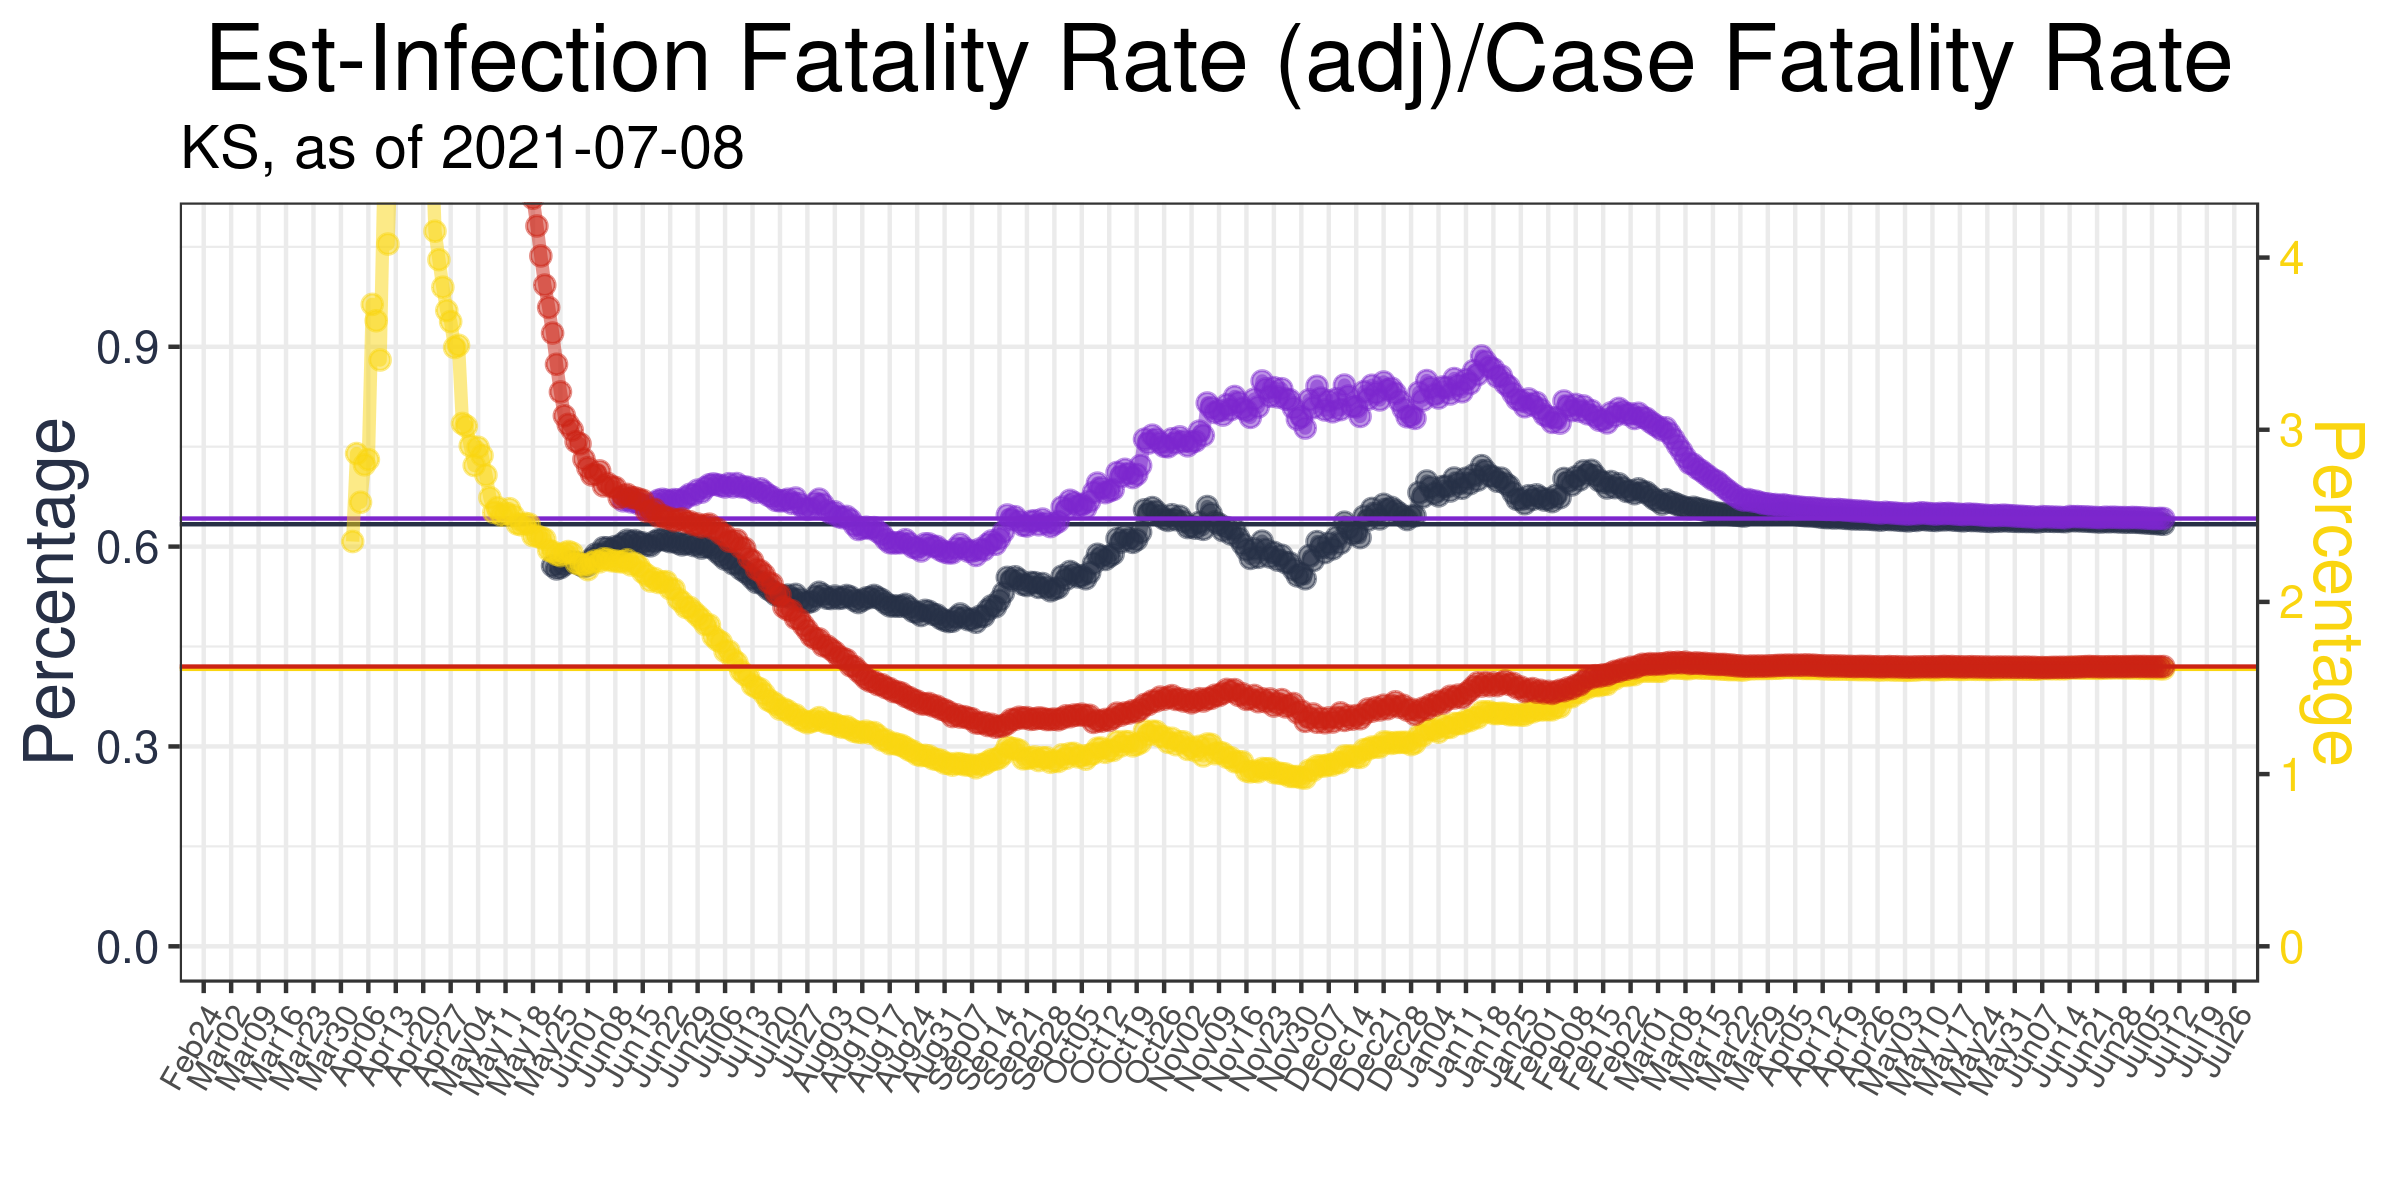 Est-Infection Fatality Rate (adj)/Case Fatality Rate
KS, as of 2021-07-08
Percentage
0.9
0.6
0.3
0.0
4
3
2
1
0
Percentage
Feb24
Mar02
Mar09
Mar16
Mar23
Mar30
Apr06
Apr13
Apr20
Apr27
May04
May11
May18
May25
Jun01
Jun08
Jun15
Jun22
Jun29
Jul06
Jul13
Jul20
Jul27
Aug03
Aug10
Aug17
Aug24
Aug31
Sep07
Sep14
Sep21
Sep28
Oct05
Oct12
Oct19
Oct26
Nov02
Nov09
Nov16
Nov23
Nov30
Dec07
Dec14
Dec21
Dec28
Jan04
Jan11
Jan18
Jan25
Feb01
Feb08
Feb15
Feb22
Mar01
Mar08
Mar15
Mar22
Mar29
Apr05
Apr12
Apr19
Apr26
May03
May10
May17
May24
May31
Jun07
Jun14
Jun21
Jun28
Jul05
Jul12
Jul19
Jul26